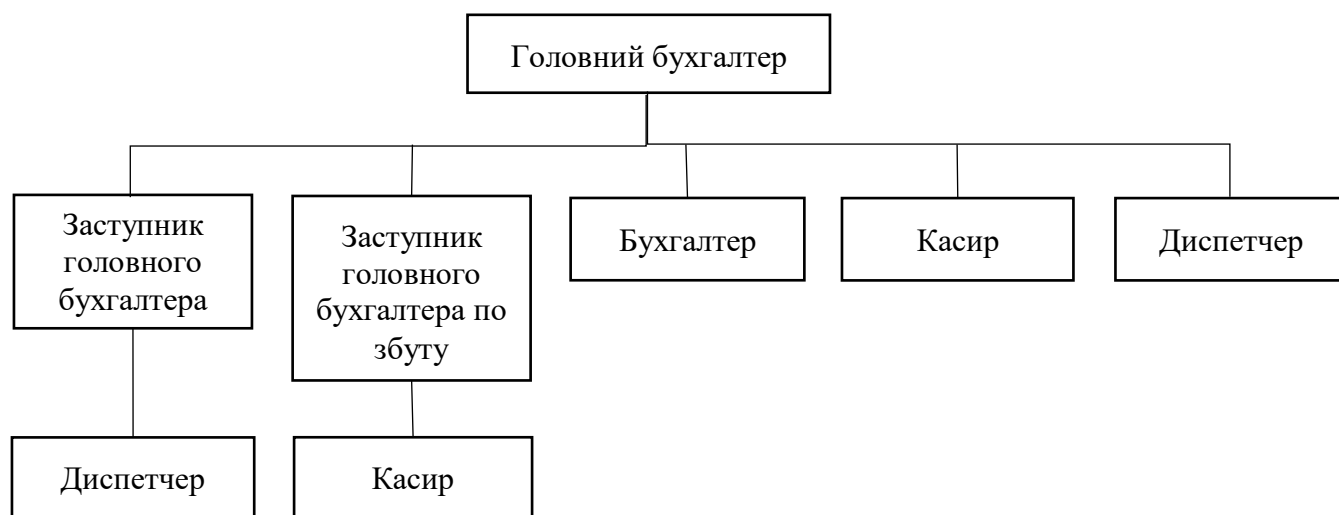 Головний бухгалтер
Заступник
головного
бухгалтера
Заступник
головного
бухгалтера по
збуту
Бухгалтер
Касир
Диспетчер
Диспетчер
Касир